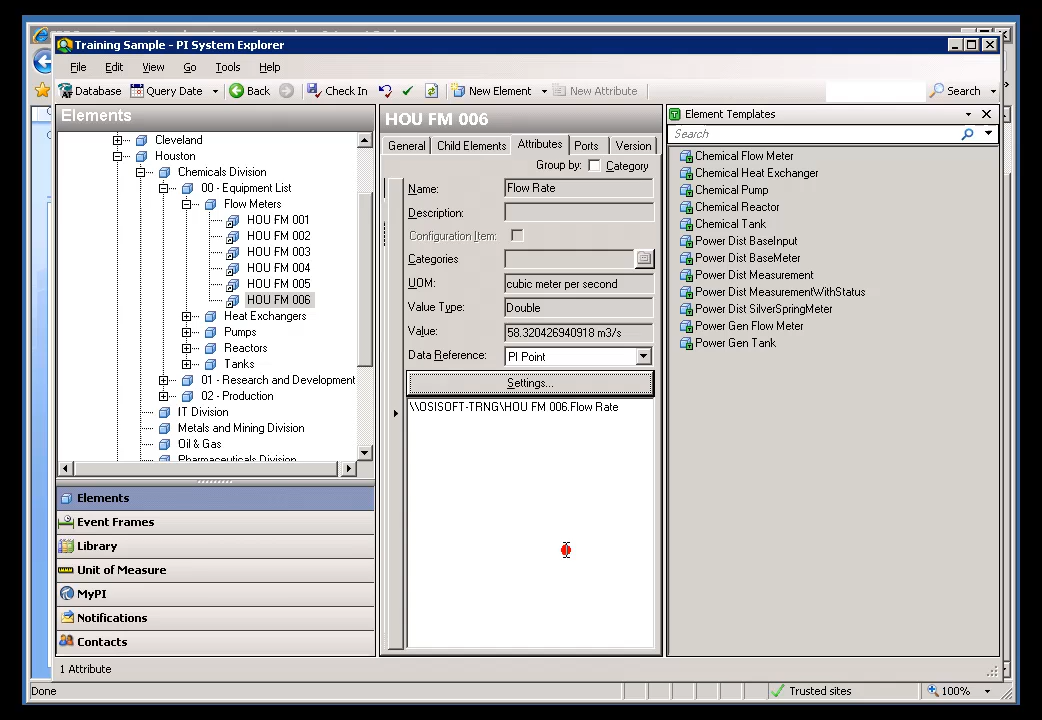 Training Sample - PI System Explorer
File Edit View Go Tools Help
Database Query Date Back Check In New Element New Attribute Search
Elements
Cleveland
Houston
Chemicals Division
00 - Equipment List
Flow Meters
HOU FM 001
HOU FM 002
HOU FM 003
HOU FM 004
HOU FM 005
HOU FM 006
Heat Exchangers
Pumps
Reactors
Tanks
01 - Research and Development
02 - Production
IT Division
Metals and Mining Division
Oil & Gas
Pharmaceuticals Division
Elements
Event Frames
Library
Unit of Measure
MyPI
Notifications
Contacts
HOU FM 006
General Child Elements Attributes Ports Version
Group by: Category
Name: Flow Rate
Description:
Configuration Item:
Categories
UOM: cubic meter per second
Value Type: Double
Value: 58.320426940918 m3/s
Data Reference: PI Point
Settings...
\\OSISOFT-TRNG\HOU FM 006.Flow Rate
Element Templates
Search
Chemical Flow Meter
Chemical Heat Exchanger
Chemical Pump
Chemical Reactor
Chemical Tank
Power Dist BaseInput
Power Dist BaseMeter
Power Dist Measurement
Power Dist MeasurementWithStatus
Power Dist SilverSpringMeter
Power Gen Flow Meter
Power Gen Tank
1 Attribute
Done Trusted sites 100%